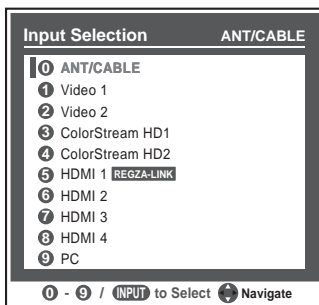 Input Selection ANT/CABLE
0 ANT/CABLE
1 Video 1
2 Video 2
3 ColorStream HD1
4 ColorStream HD2
5 HDMI 1 REGZA-LINK
6 HDMI 2
7 HDMI 3
8 HDMI 4
9 PC
0 - 9 / INPUT to Select Navigate